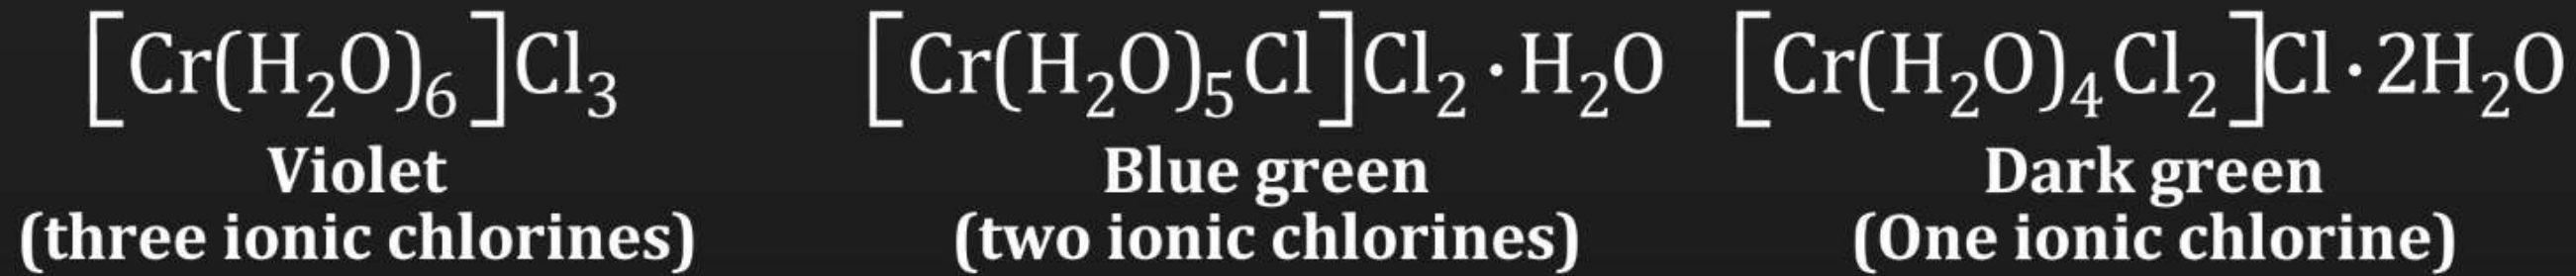 [Cr(H₂O)₆]Cl₃ [Cr(H₂O)₅Cl]Cl₂·H₂O [Cr(H₂O)₄Cl₂]Cl·2H₂O
Violet Blue green Dark green
(three ionic chlorines) (two ionic chlorines) (One ionic chlorine)